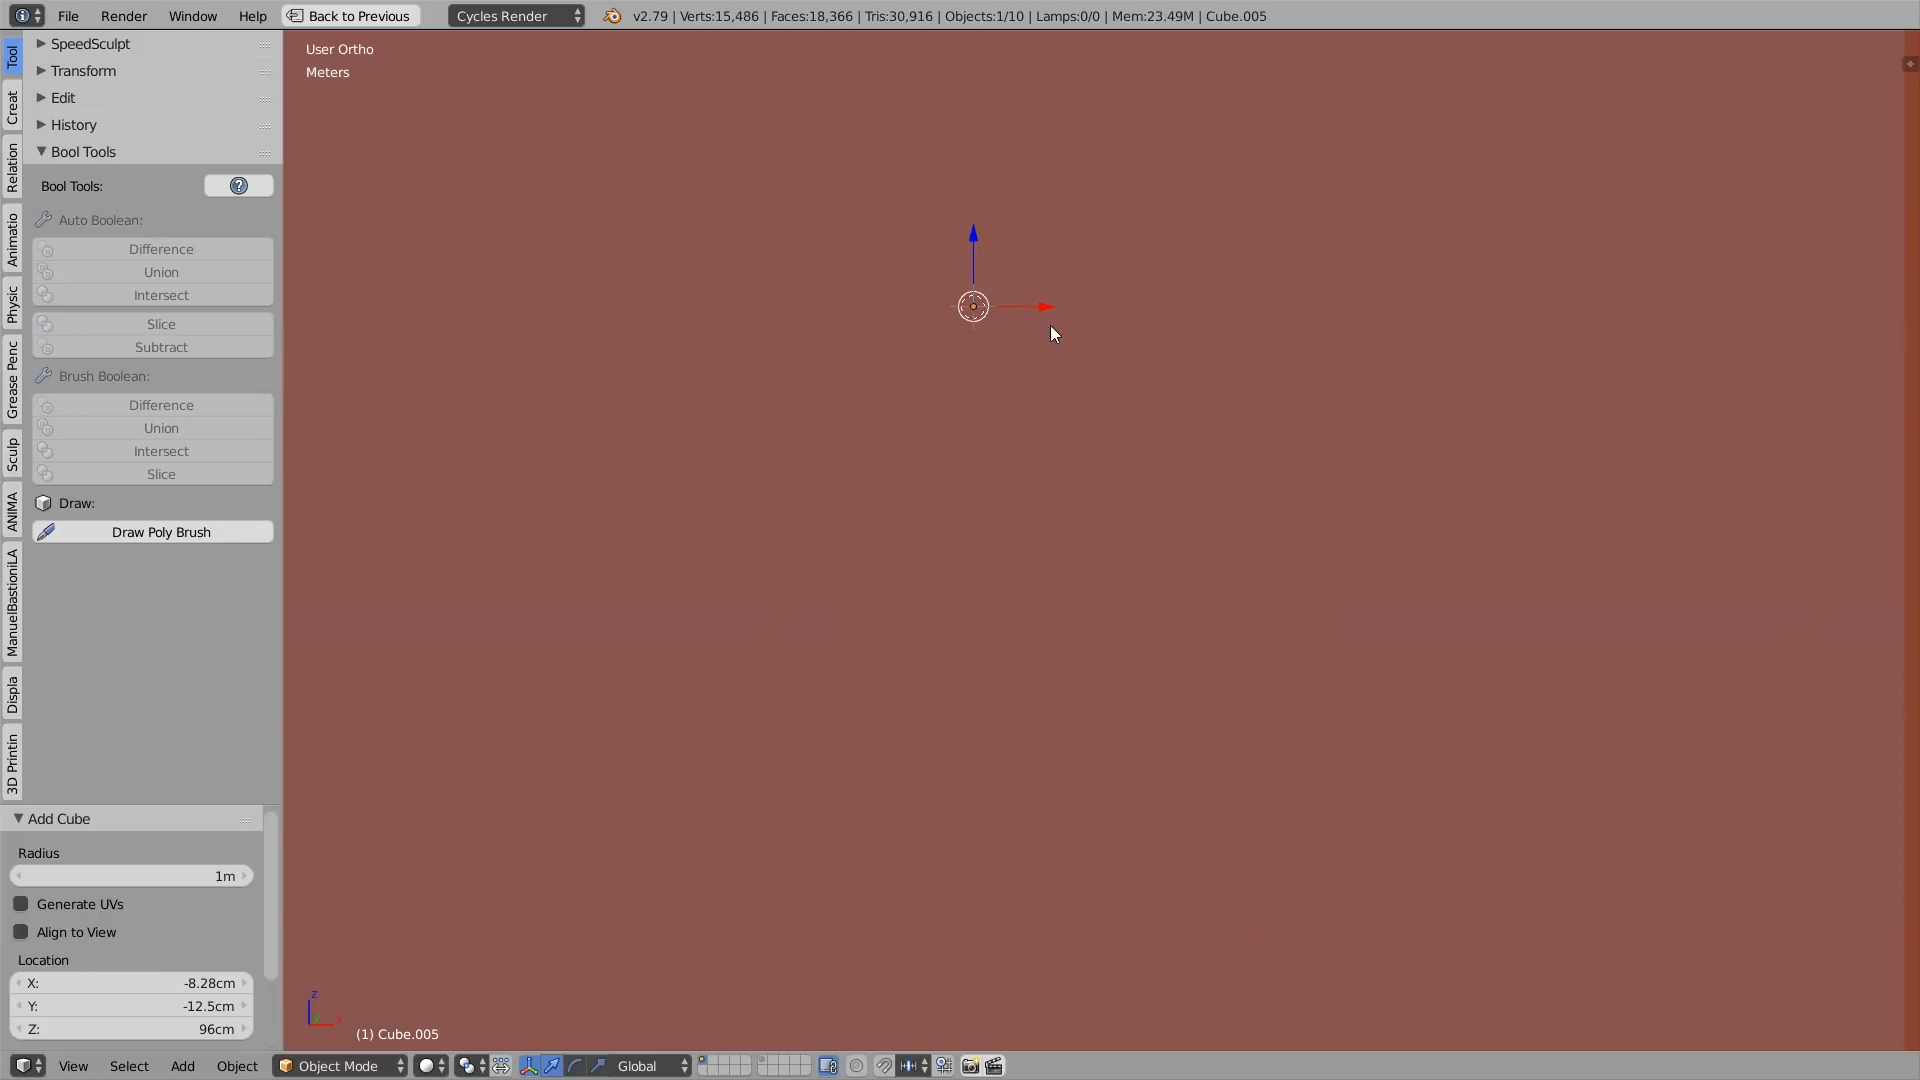 File Render Window Help Back to Previous Cycles Render v2.79 | Verts:15,486 | Faces:18,366 | Tris:30,916 | Objects:1/10 | Lamps:0/0 | Mem:23.49M | Cube.005
Tool
Creat
Relation
Animatio
Physic
Grease Penc
Sculp
ANIMA
ManuelBastioniLA
Displa
3D Printin
SpeedSculpt
Transform
Edit
History
Bool Tools
Bool Tools:
Auto Boolean:
Difference
Union
Intersect
Slice
Subtract
Brush Boolean:
Difference
Union
Intersect
Slice
Draw:
Draw Poly Brush
Add Cube
Radius
1m
Generate UVs
Align to View
Location
X: -8.28cm
Y: -12.5cm
Z: 96cm
User Ortho
Meters
z
x
(1) Cube.005
View Select Add Object Object Mode Global